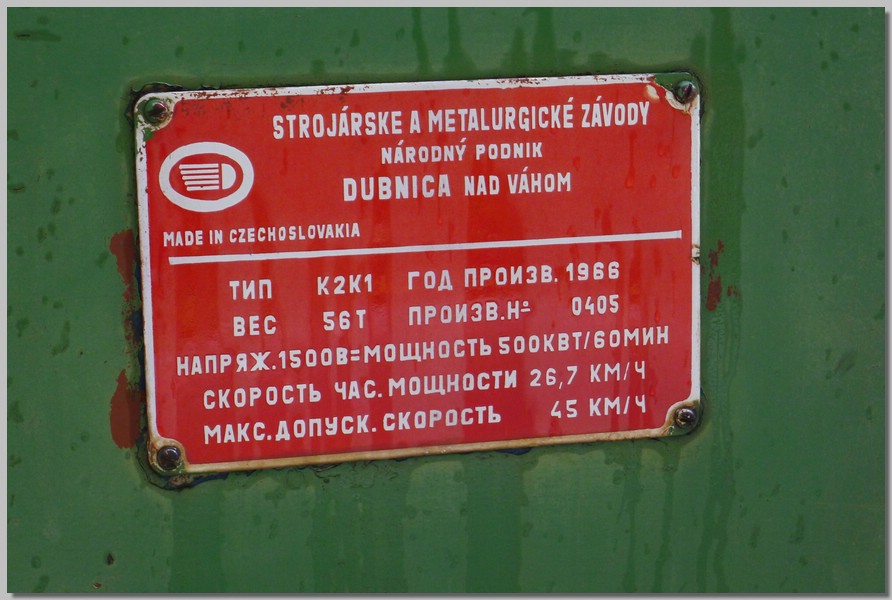 STROJÁRSKE A METALURGICKÉ ZÁVODY
NÁRODNÝ PODNIK
DUBNICA NAD VÁHOM
MADE IN CZECHOSLOVAKIA
ТИП К2К1 ГОД ПРОИЗВ. 1966
ВЕС 56Т ПРОИЗВ.Nº 0405
НАПРЯЖ.1500В=МОЩНОСТЬ 500КВТ/60МИН
СКОРОСТЬ ЧАС. МОЩНОСТИ 26,7 КМ/Ч
МАКС.ДОПУСК. СКОРОСТЬ 45 КМ/Ч